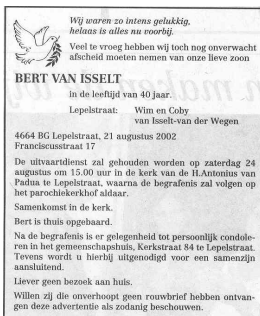 Wij waren zo intens gelukkig,
helaas is alles nu voorbij.
Veel te vroeg hebben wij toch nog onverwacht
afscheid moeten nemen van onze lieve zoon
BERT VAN ISSELT
in de leeftijd van 40 jaar.
Lepelstraat: Wim en Coby
van Isselt-van der Wegen
4664 BG Lepelstraat, 21 augustus 2002
Franciscusstraat 17
De uitvaartdienst zal gehouden worden op zaterdag 24
augustus om 15.00 uur in de kerk van de H.Antonius van
Padua te Lepelstraat, waarna de begrafenis zal volgen op
het parochiekerkhof aldaar.
Samenkomst in de kerk.
Bert is thuis opgebaard.
Na de begrafenis is er gelegenheid tot persoonlijk condole-
ren in het gemeenschapshuis, Kerkstraat 84 te Lepelstraat.
Tevens wordt u hierbij uitgenodigd voor een samenzijn
aansluitend.
Liever geen bezoek aan huis.
Willen zij die onverhoopt geen rouwbrief hebben ontvan-
gen deze advertentie als zodanig beschouwen.